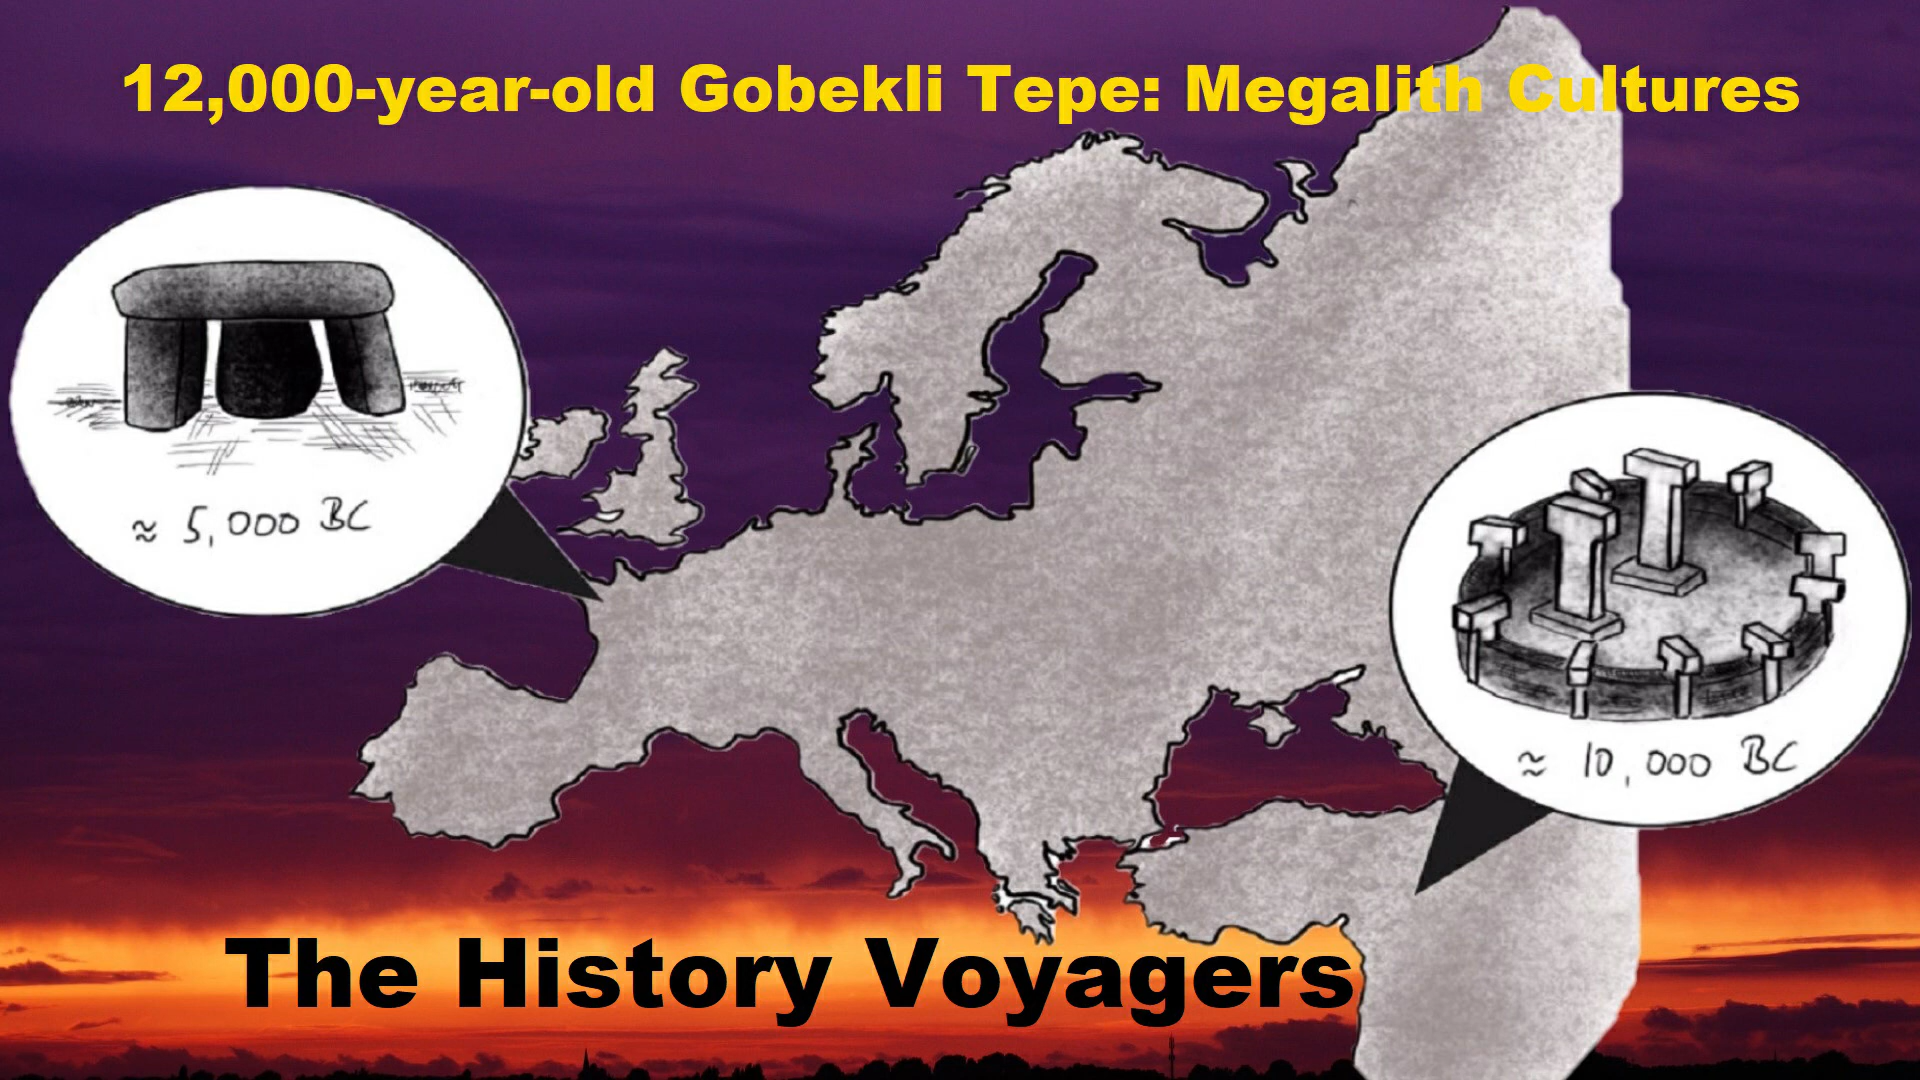 12,000-year-old Gobekli Tepe: Megalith Cultures
≈ 5,000 BC
≈ 10,000 BC
The History Voyagers